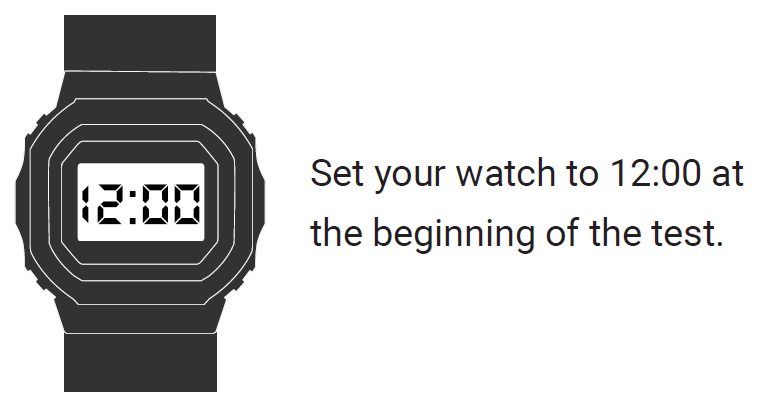 12:00
Set your watch to 12:00 at
the beginning of the test.